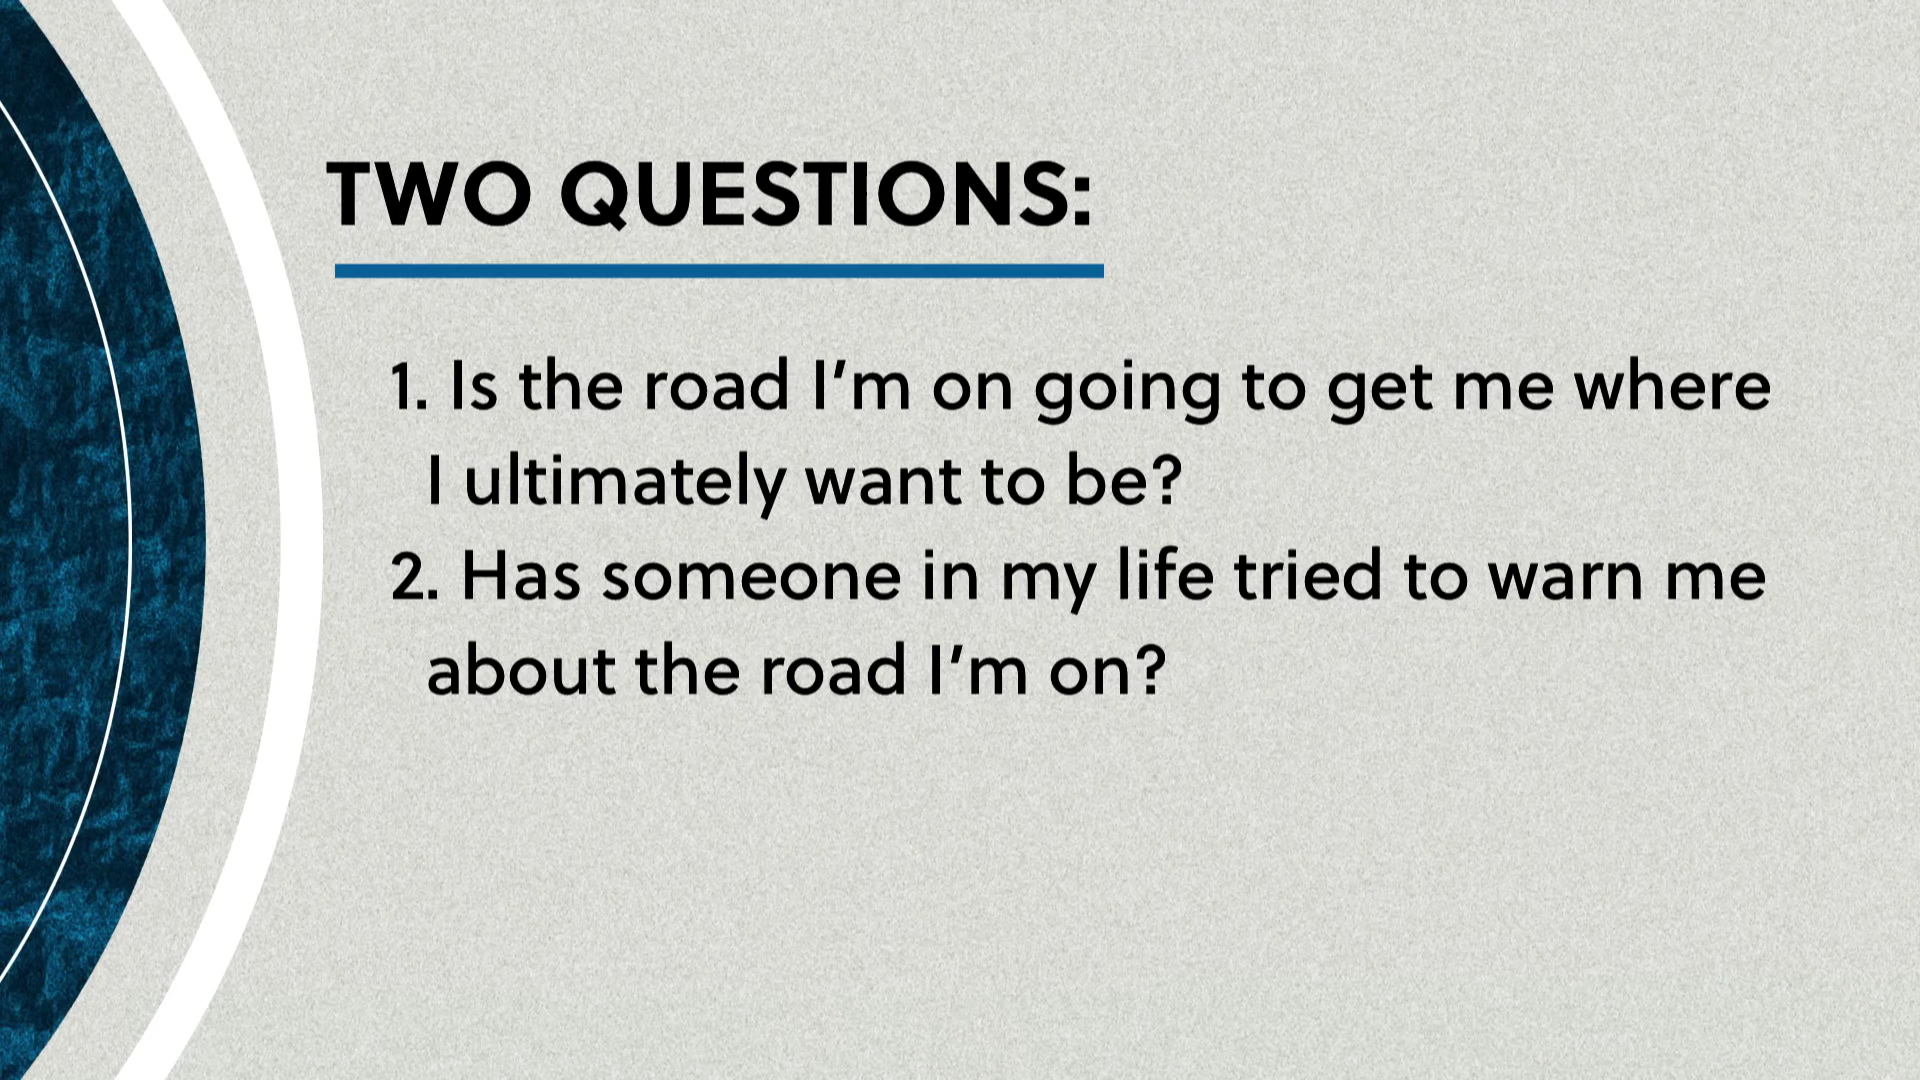 TWO QUESTIONS:
1. Is the road I’m on going to get me where
I ultimately want to be?
2. Has someone in my life tried to warn me
about the road I’m on?